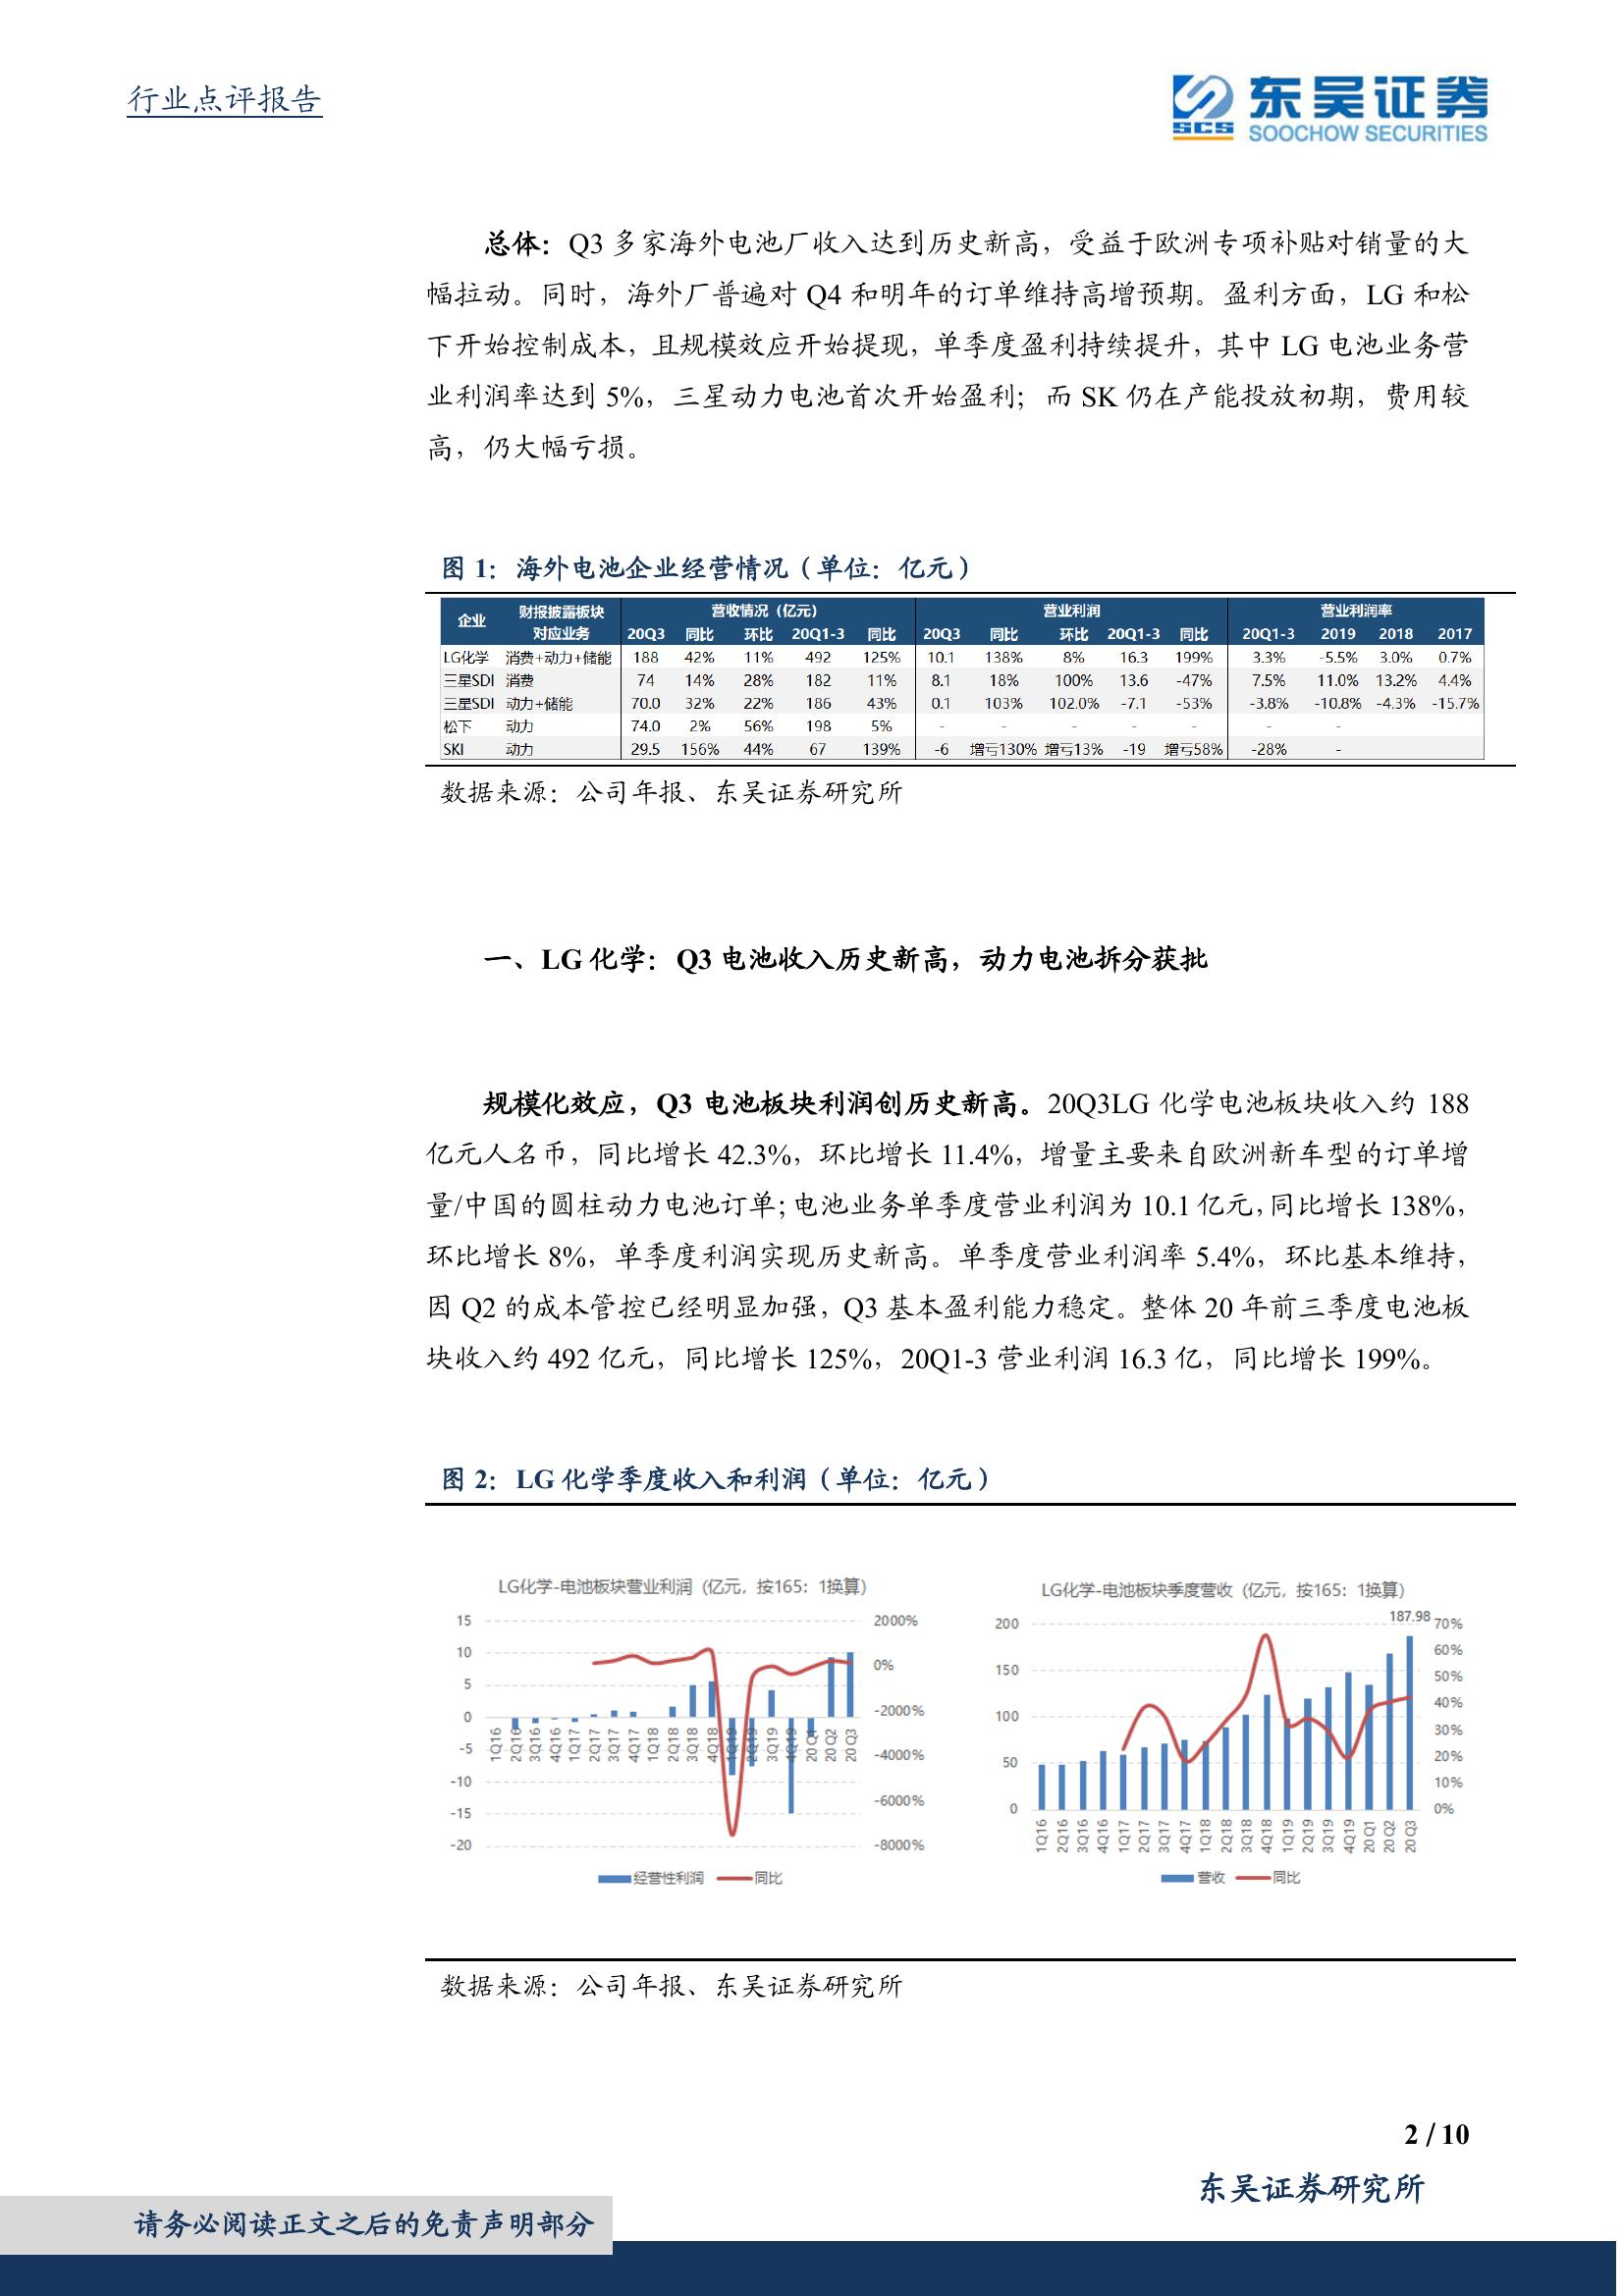 行业点评报告
东吴证券
SCS
SOOCHOW SECURITIES
总体：Q3 多家海外电池厂收入达到历史新高，受益于欧洲专项补贴对销量的大
幅拉动。同时，海外厂普遍对 Q4 和明年的订单维持高增预期。盈利方面，LG 和松
下开始控制成本，且规模效应开始提现，单季度盈利持续提升，其中 LG 电池业务营
业利润率达到 5%，三星动力电池首次开始盈利；而 SK 仍在产能投放初期，费用较
高，仍大幅亏损。
图 1：海外电池企业经营情况（单位：亿元）
企业 财报披露板块对应业务 营收情况（亿元） 营业利润 营业利润率
20Q3 同比 环比 20Q1-3 同比 20Q3 同比 环比 20Q1-3 同比 20Q1-3 2019 2018 2017
LG化学 消费+动力+储能 188 42% 11% 492 125% 10.1 138% 8% 16.3 199% 3.3% -5.5% 3.0% 0.7%
三星SDI 消费 74 14% 28% 182 11% 8.1 18% 100% 13.6 -47% 7.5% 11.0% 13.2% 4.4%
三星SDI 动力+储能 70.0 32% 22% 186 43% 0.1 103% 102.0% -7.1 -53% -3.8% -10.8% -4.3% -15.7%
松下 动力 74.0 2% 56% 198 5% - - - - - - -
SKI 动力 29.5 156% 44% 67 139% -6 增亏130% 增亏13% -19 增亏58% -28% -
数据来源：公司年报、东吴证券研究所
一、LG 化学：Q3 电池收入历史新高，动力电池拆分获批
规模化效应，Q3 电池板块利润创历史新高。20Q3LG 化学电池板块收入约 188
亿元人名币，同比增长 42.3%，环比增长 11.4%，增量主要来自欧洲新车型的订单增
量/中国的圆柱动力电池订单；电池业务单季度营业利润为 10.1 亿元，同比增长 138%，
环比增长 8%，单季度利润实现历史新高。单季度营业利润率 5.4%，环比基本维持，
因 Q2 的成本管控已经明显加强，Q3 基本盈利能力稳定。整体 20 年前三季度电池板
块收入约 492 亿元，同比增长 125%，20Q1-3 营业利润 16.3 亿，同比增长 199%。
图 2：LG 化学季度收入和利润（单位：亿元）
LG化学-电池板块营业利润（亿元，按165：1换算）
15 10 5 0 -5 -10 -15 -20
2000% 0% -2000% -4000% -6000% -8000%
1Q16 2Q16 3Q16 4Q16 1Q17 2Q17 3Q17 4Q17 1Q18 2Q18 3Q18 4Q18 1Q19 2Q19 3Q19 4Q19 20Q1 20Q2 20Q3
经营性利润 同比
LG化学-电池板块季度营收（亿元，按165：1换算）
187.98
200 150 100 50 0
70% 60% 50% 40% 30% 20% 10% 0%
1Q16 2Q16 3Q16 4Q16 1Q17 2Q17 3Q17 4Q17 1Q18 2Q18 3Q18 4Q18 1Q19 2Q19 3Q19 4Q19 20Q1 20Q2 20Q3
营收 同比
数据来源：公司年报、东吴证券研究所
2 / 10
东吴证券研究所
请务必阅读正文之后的免责声明部分